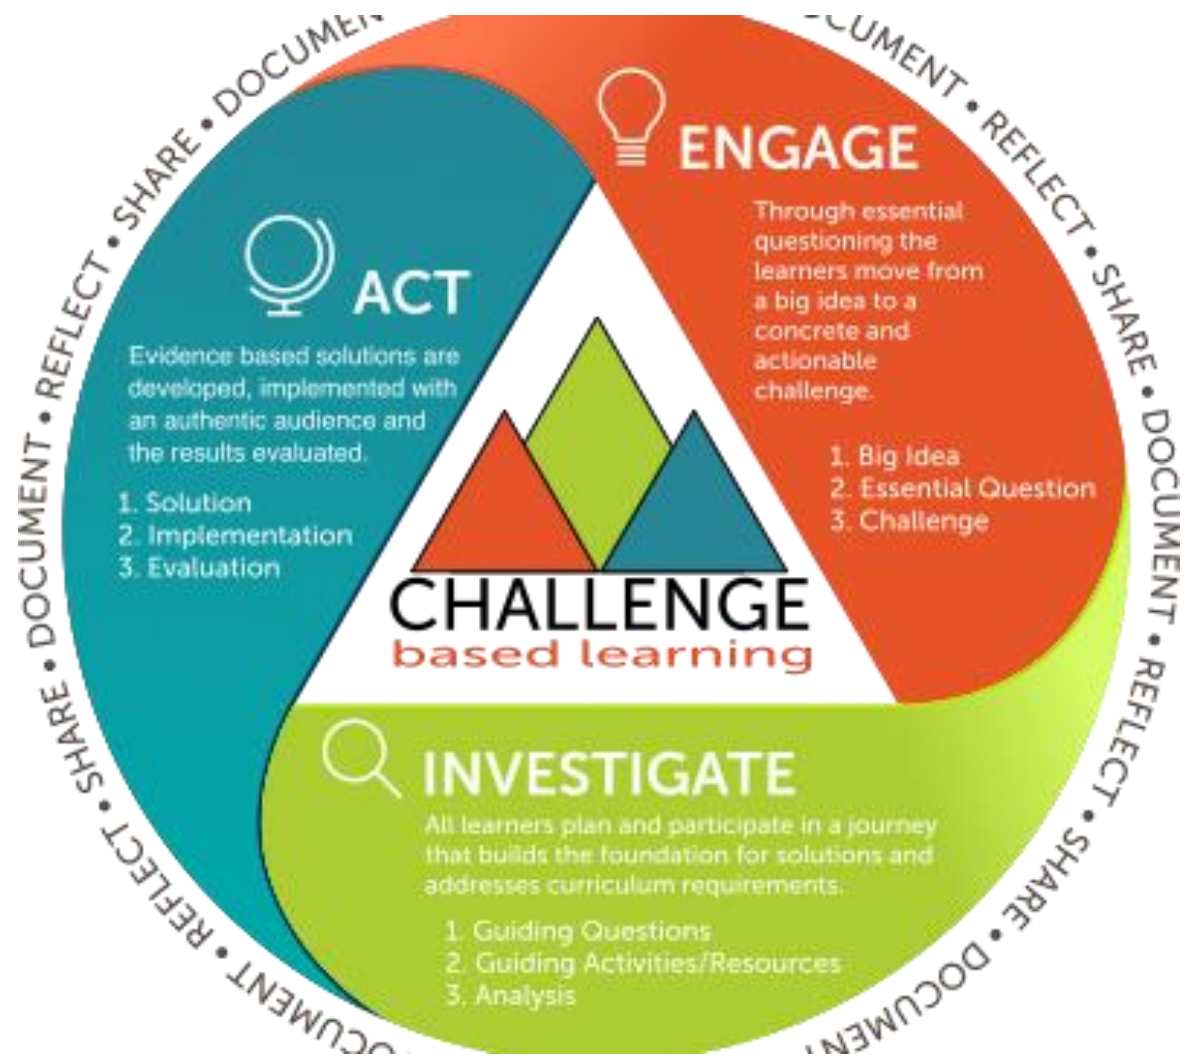 ENGAGE
Through essential
questioning the
learners move from
a big idea to a
concrete and
actionable
challenge.
1. Big Idea
2. Essential Question
3. Challenge
ACT
Evidence based solutions are
developed, implemented with
an authentic audience and
the results evaluated.
1. Solution
2. Implementation
3. Evaluation
CHALLENGE
based learning
INVESTIGATE
All learners plan and participate in a journey
that builds the foundation for solutions and
addresses curriculum requirements.
1. Guiding Questions
2. Guiding Activities/Resources
3. Analysis
DOCUMENT • REFLECT • SHARE • DOCUMENT • REFLECT • SHARE • DOCUMENT
DOCUMENT • REFLECT • SHARE • DOCUMENT • REFLECT • SHARE • DOCUMENT